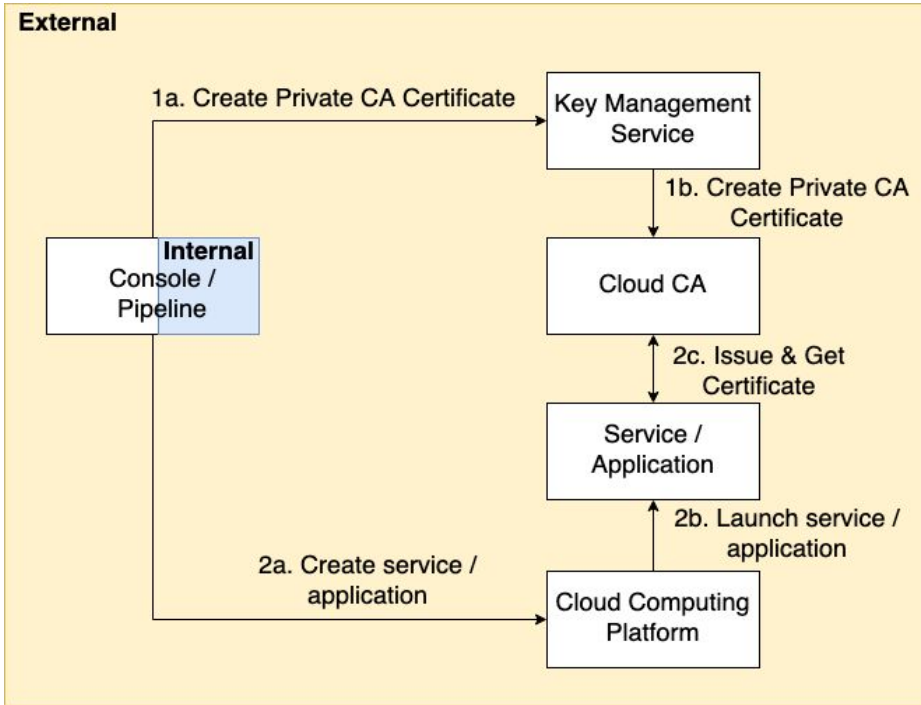 External
1a. Create Private CA Certificate
Key Management
Service
1b. Create Private CA
Certificate
Internal
Console /
Pipeline
Cloud CA
2c. Issue & Get
Certificate
Service /
Application
2b. Launch service /
application
2a. Create service /
application
Cloud Computing
Platform